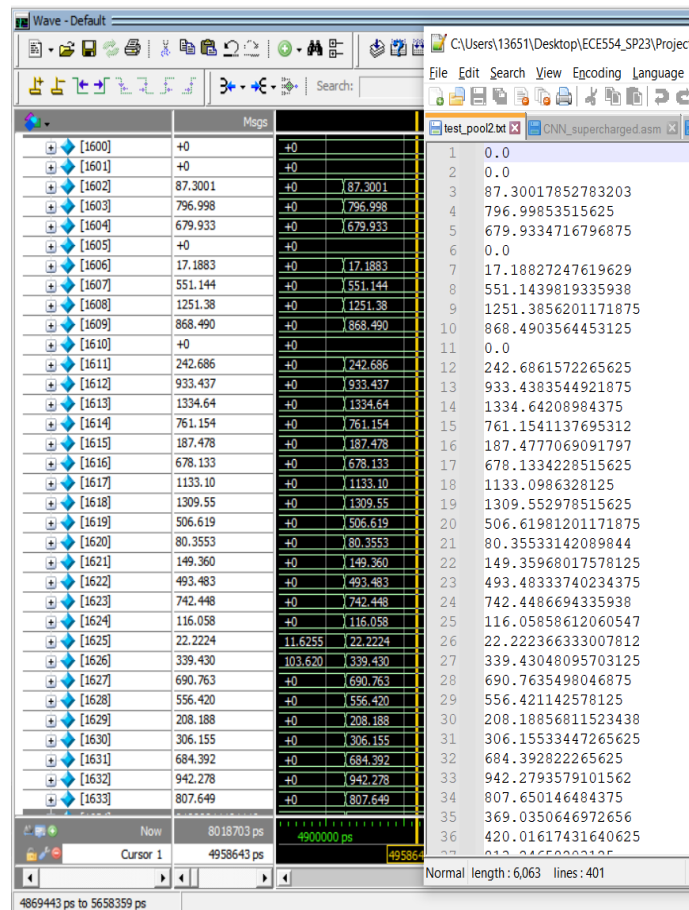 Wave - Default
Search:
Msgs
[1600] +0 +0
[1601] +0 +0
[1602] 87.3001 +0 87.3001
[1603] 796.998 +0 796.998
[1604] 679.933 +0 679.933
[1605] +0 +0
[1606] 17.1883 +0 17.1883
[1607] 551.144 +0 551.144
[1608] 1251.38 +0 1251.38
[1609] 868.490 +0 868.490
[1610] +0 +0
[1611] 242.686 +0 242.686
[1612] 933.437 +0 933.437
[1613] 1334.64 +0 1334.64
[1614] 761.154 +0 761.154
[1615] 187.478 +0 187.478
[1616] 678.133 +0 678.133
[1617] 1133.10 +0 1133.10
[1618] 1309.55 +0 1309.55
[1619] 506.619 +0 506.619
[1620] 80.3553 +0 80.3553
[1621] 149.360 +0 149.360
[1622] 493.483 +0 493.483
[1623] 742.448 +0 742.448
[1624] 116.058 +0 116.058
[1625] 22.2224 11.6255 22.2224
[1626] 339.430 103.620 339.430
[1627] 690.763 +0 690.763
[1628] 556.420 +0 556.420
[1629] 208.188 +0 208.188
[1630] 306.155 +0 306.155
[1631] 684.392 +0 684.392
[1632] 942.278 +0 942.278
[1633] 807.649 +0 807.649
Now 8018703 ps 4900000 ps
Cursor 1 4958643 ps 495864
4869443 ps to 5658359 ps
C:\Users\13651\Desktop\ECE554_SP23\Project
File Edit Search View Encoding Language
test_pool2.txt CNN_supercharged.asm
1 0.0
2 0.0
3 87.30017852783203
4 796.99853515625
5 679.9334716796875
6 0.0
7 17.18827247619629
8 551.1439819335938
9 1251.3856201171875
10 868.4903564453125
11 0.0
12 242.6861572265625
13 933.4383544921875
14 1334.64208984375
15 761.1541137695312
16 187.4777069091797
17 678.1334228515625
18 1133.0986328125
19 1309.552978515625
20 506.61981201171875
21 80.35533142089844
22 149.35968017578125
23 493.48333740234375
24 742.4486694335938
25 116.05858612060547
26 22.222366333007812
27 339.43048095703125
28 690.7635498046875
29 556.421142578125
30 208.18856811523438
31 306.15533447265625
32 684.392822265625
33 942.2793579101562
34 807.650146484375
35 369.0350646972656
36 420.01617431640625
Normal length : 6,063 lines : 401